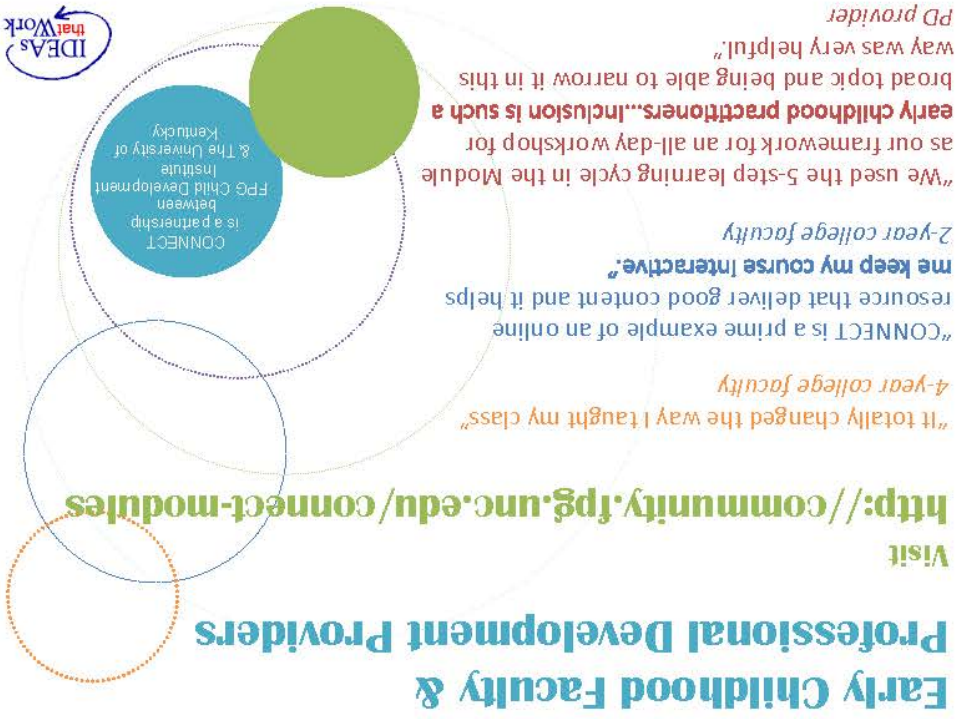 Early Childhood Faculty &
Professional Development Providers
Visit
http://community.fpg.unc.edu/connect-modules
"It totally changed the way I taught my class"
4-year college faculty
"CONNECT is a prime example of an online
resource that deliver good content and it helps
me keep my course interactive."
2-year college faculty
"We used the 5-step learning cycle in the Module
as our framework for an all-day workshop for
early childhood practitioners...Inclusion is such a
broad topic and being able to narrow it in this
way was very helpful."
PD provider
CONNECT
is a partnership
between
FPG Child Development
Institute
& The University of
Kentucky
IDEAs
that Work